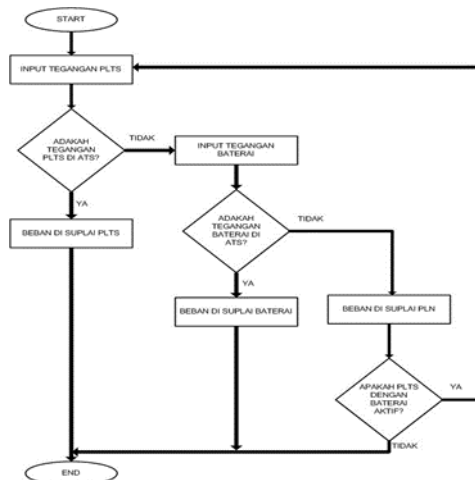 START
INPUT TEGANGAN PLTS
ADAKAH
TEGANGAN
PLTS DI ATS?
TIDAK
INPUT TEGANGAN
BATERAI
YA
BEBAN DI SUPLAI PLTS
ADAKAH
TEGANGAN
BATERAI DI
ATS?
TIDAK
YA
BEBAN DI SUPLAI BATERAI
BEBAN DI SUPLAI PLN
APAKAH PLTS
DENGAN
BATERAI
AKTIF?
YA
TIDAK
END